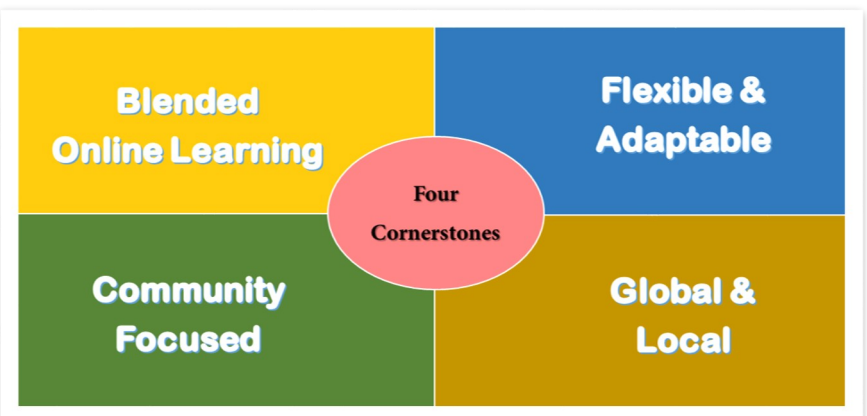 Blended
Online Learning
Flexible &
Adaptable
Four
Cornerstones
Community
Focused
Global &
Local